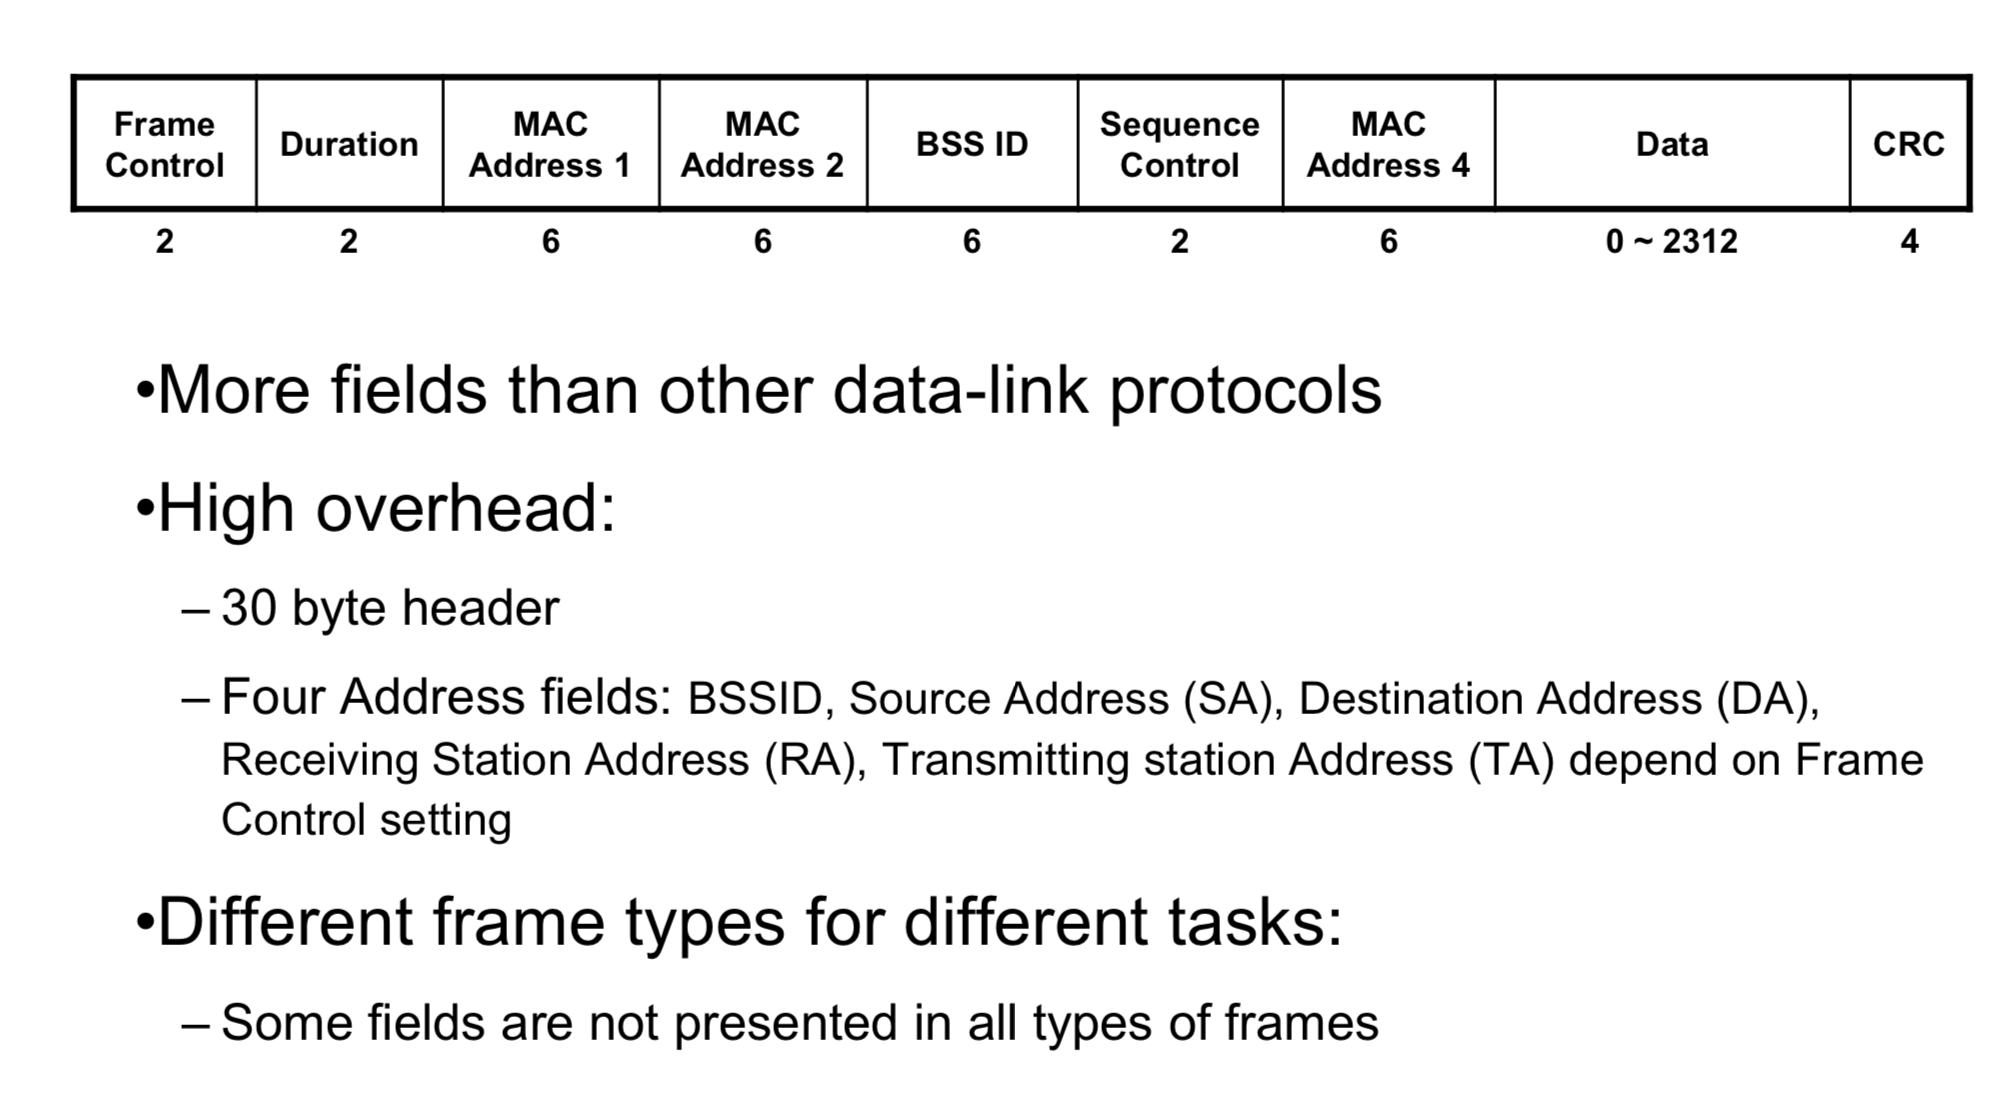 Frame Control
Duration
MAC Address 1
MAC Address 2
BSS ID
Sequence Control
MAC Address 4
Data
CRC
2 2 6 6 6 2 6 0 ~ 2312 4
•More fields than other data-link protocols
•High overhead:
– 30 byte header
– Four Address fields: BSSID, Source Address (SA), Destination Address (DA),
Receiving Station Address (RA), Transmitting station Address (TA) depend on Frame
Control setting
•Different frame types for different tasks:
– Some fields are not presented in all types of frames